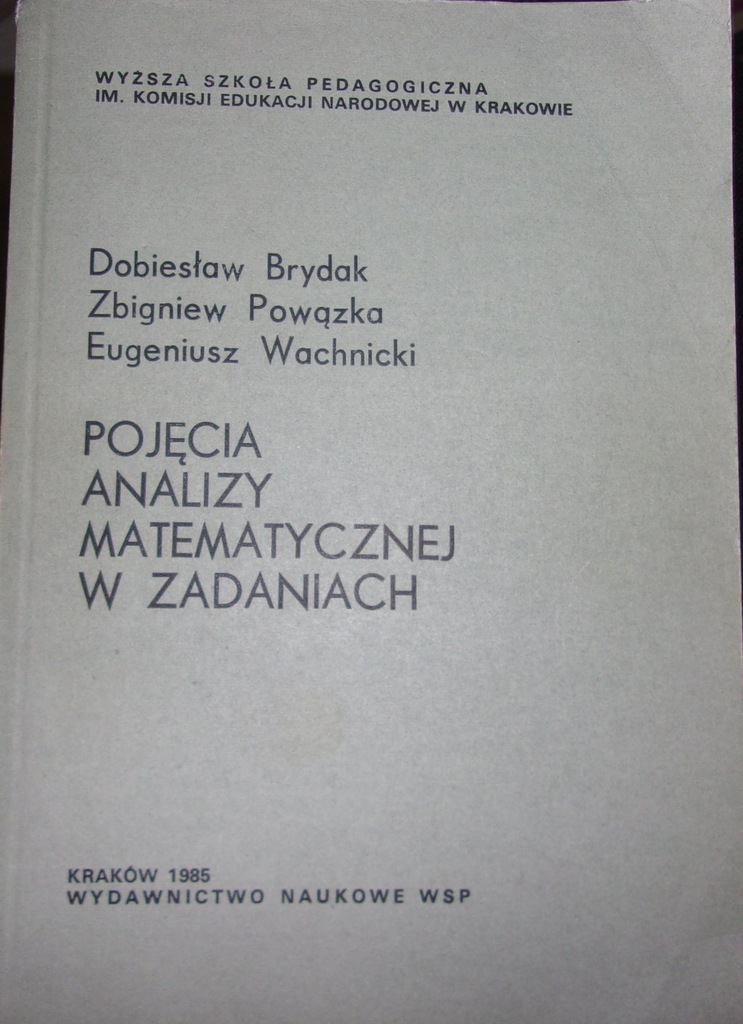 WYŻSZA SZKOŁA PEDAGOGICZNA
IM. KOMISJI EDUKACJI NARODOWEJ W KRAKOWIE
Dobiesław Brydak
Zbigniew Powązka
Eugeniusz Wachnicki
POJĘCIA
ANALIZY
MATEMATYCZNEJ
W ZADANIACH
KRAKÓW 1985
WYDAWNICTWO NAUKOWE WSP